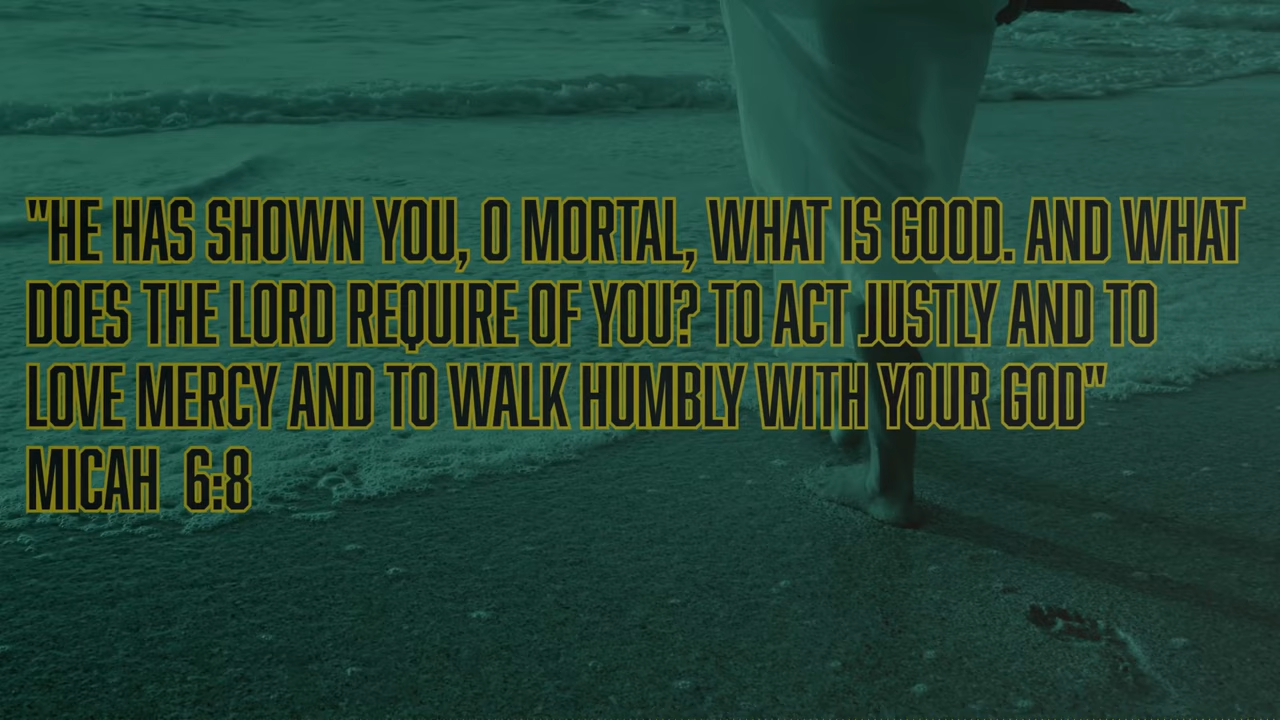 "HE HAS SHOWN YOU, O MORTAL, WHAT IS GOOD. AND WHAT
DOES THE LORD REQUIRE OF YOU? TO ACT JUSTLY AND TO
LOVE MERCY AND TO WALK HUMBLY WITH YOUR GOD"
MICAH 6:8